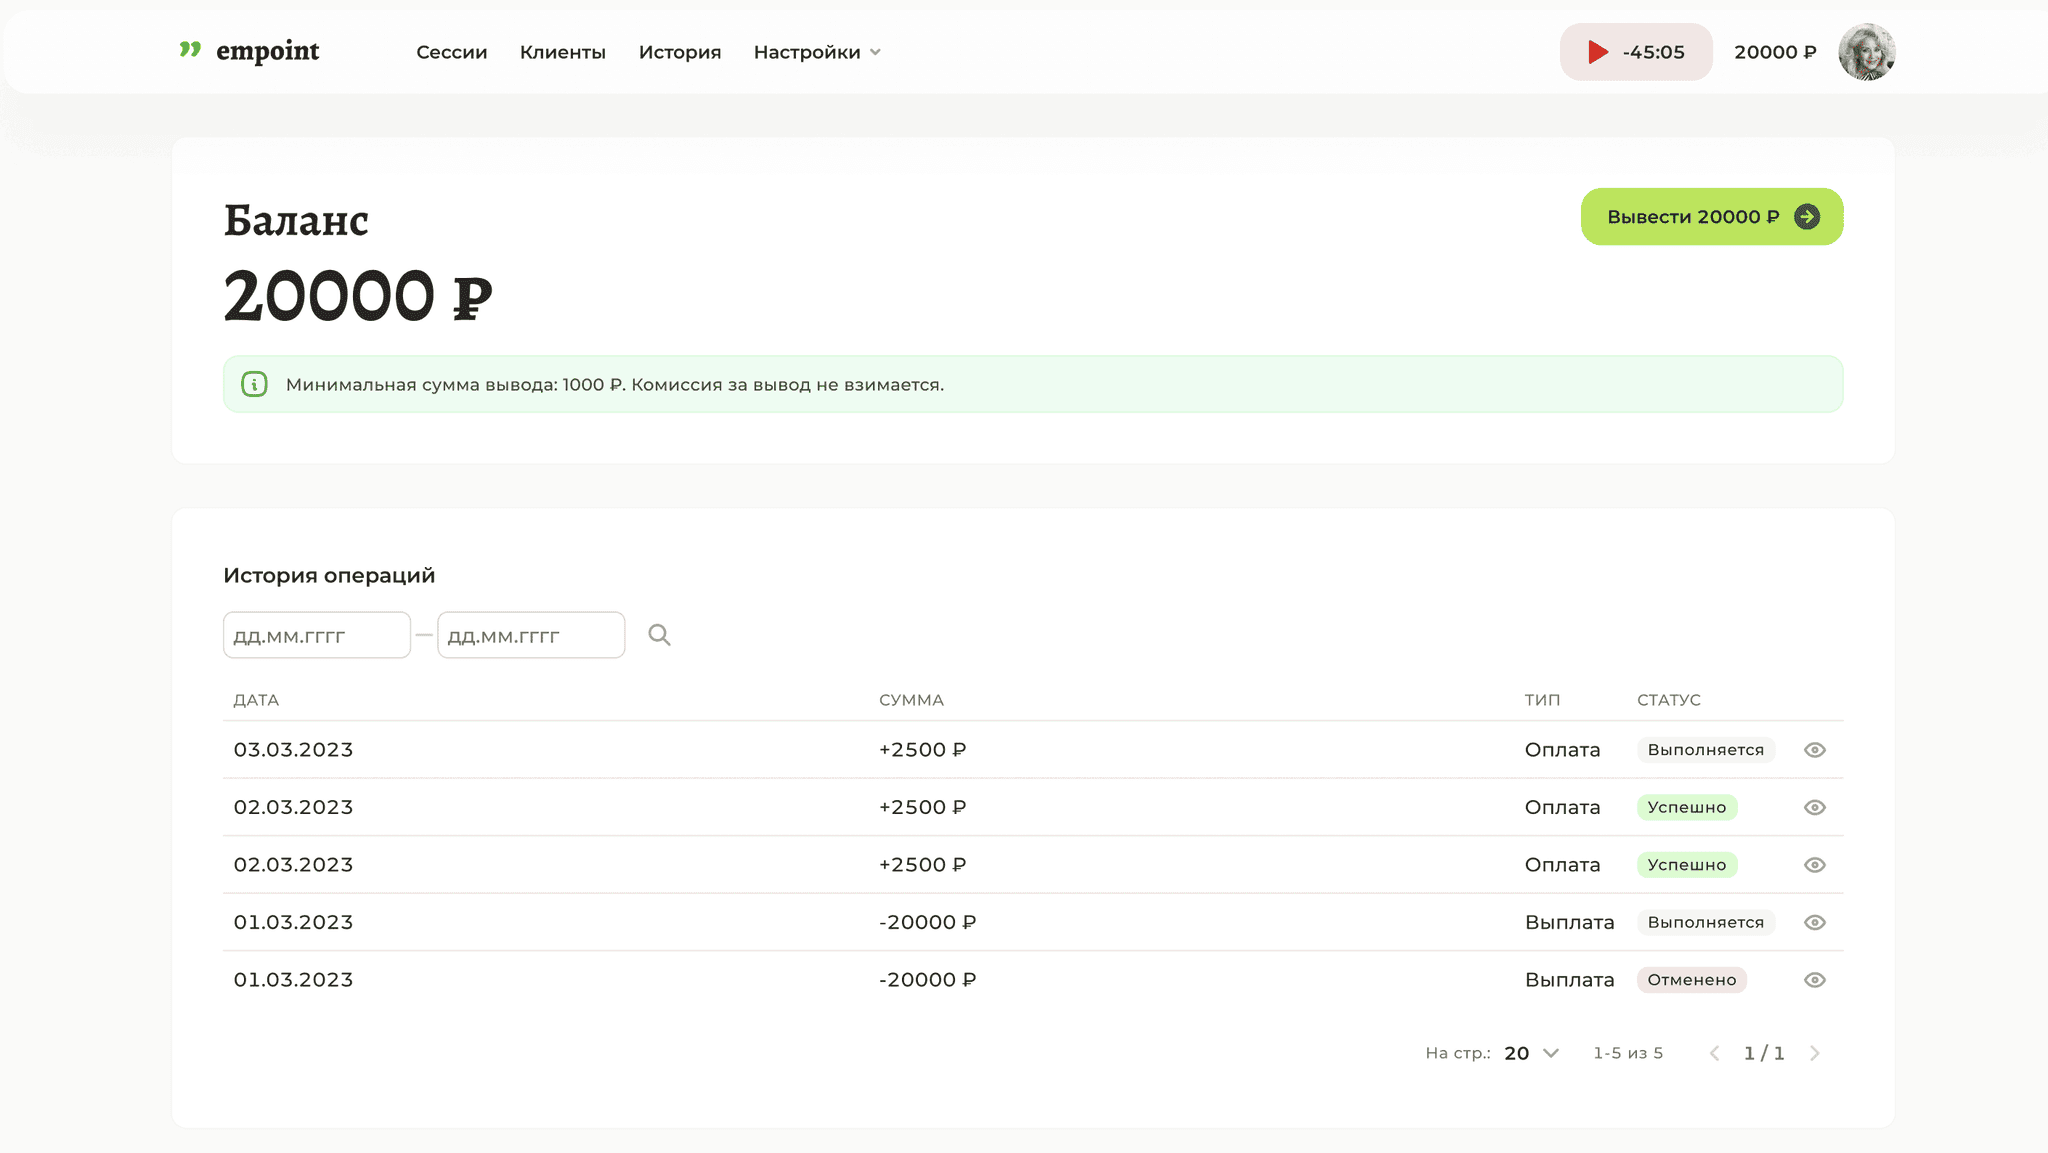 empoint Сессии Клиенты История Настройки -45:05 20000 ₽
Баланс
Вывести 20000 ₽
20000 ₽
Минимальная сумма вывода: 1000 ₽. Комиссия за вывод не взимается.
История операций
дд.мм.гггг — дд.мм.гггг
ДАТА СУММА ТИП СТАТУС
03.03.2023 +2500 ₽ Оплата Выполняется
02.03.2023 +2500 ₽ Оплата Успешно
02.03.2023 +2500 ₽ Оплата Успешно
01.03.2023 -20000 ₽ Выплата Выполняется
01.03.2023 -20000 ₽ Выплата Отменено
На стр.: 20 1-5 из 5 1 / 1